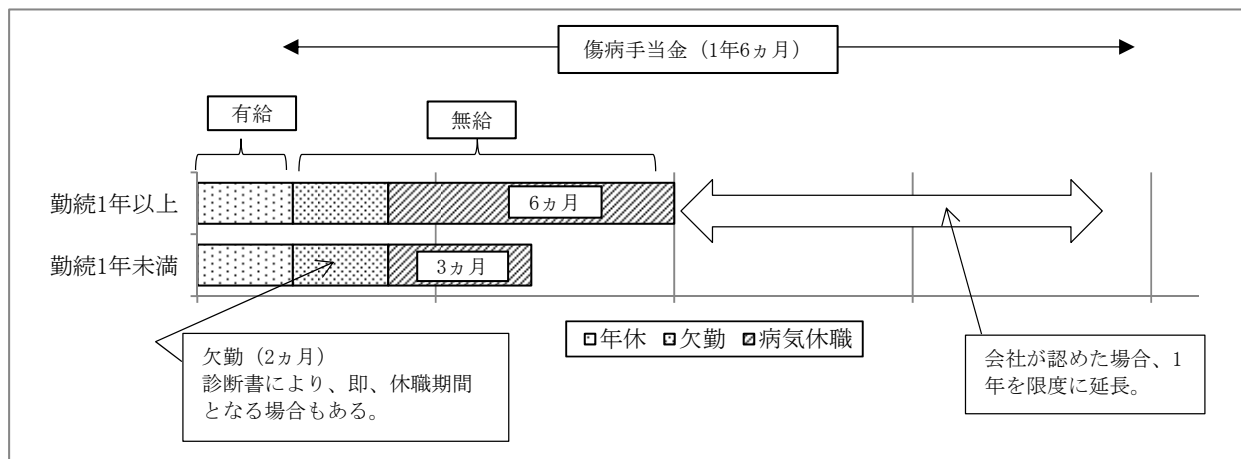 傷病手当金（1年6ヵ月）
有給
無給
勤続1年以上
6ヵ月
勤続1年未満
3ヵ月
年休 欠勤 病気休職
欠勤（2ヵ月）
診断書により、即、休職期間
となる場合もある。
会社が認めた場合、1
年を限度に延長。